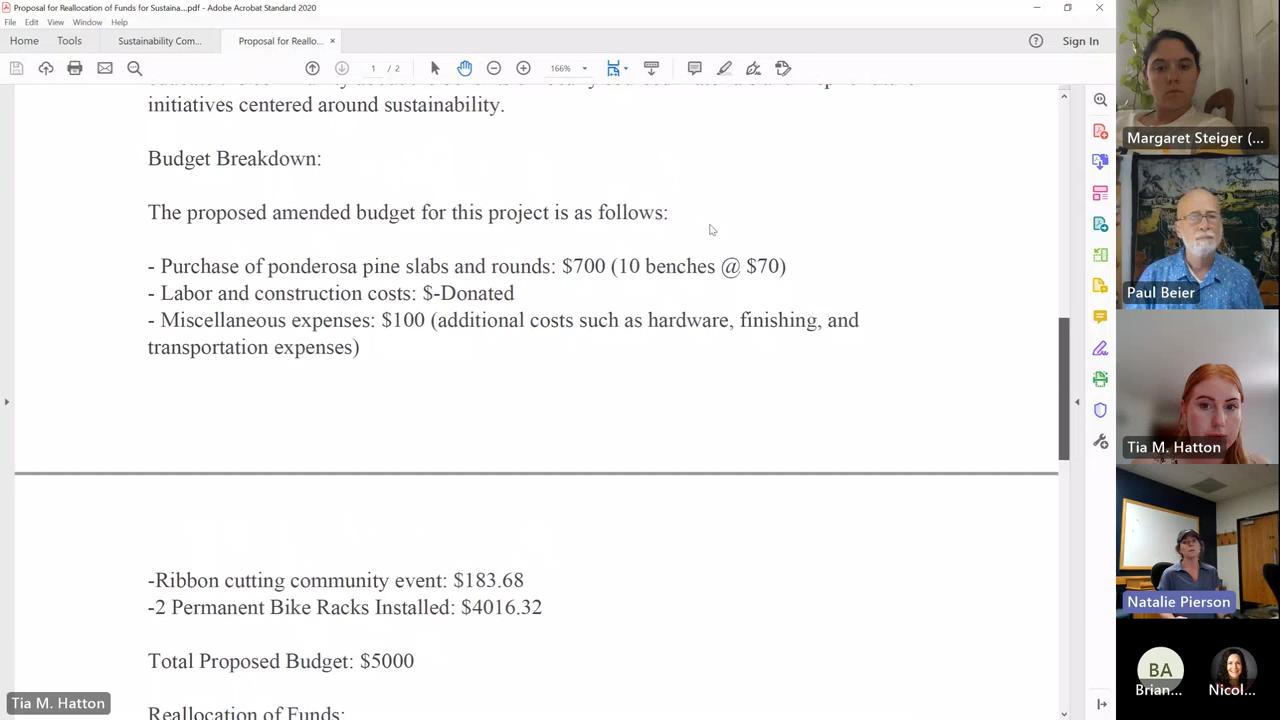 Proposal for Reallocation of Funds for Sustaina...pdf - Adobe Acrobat Standard 2020
File Edit View Window Help
Home Tools Sustainability Com... Proposal for Reallo... × Sign In
1 / 2 166%
initiatives centered around sustainability.
Budget Breakdown:
The proposed amended budget for this project is as follows:
- Purchase of ponderosa pine slabs and rounds: $700 (10 benches @ $70)
- Labor and construction costs: $-Donated
- Miscellaneous expenses: $100 (additional costs such as hardware, finishing, and
transportation expenses)
-Ribbon cutting community event: $183.68
-2 Permanent Bike Racks Installed: $4016.32
Total Proposed Budget: $5000
Reallocation of Funds:
Tia M. Hatton
Margaret Steiger (...
Paul Beier
Tia M. Hatton
Natalie Pierson
BA
Brian...
Nicol...